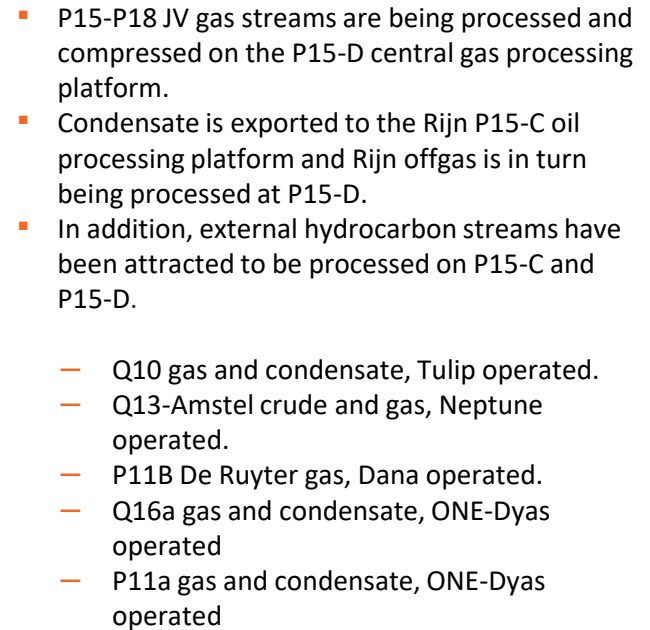 ▪ P15-P18 JV gas streams are being processed and
compressed on the P15-D central gas processing
platform.
▪ Condensate is exported to the Rijn P15-C oil
processing platform and Rijn offgas is in turn
being processed at P15-D.
▪ In addition, external hydrocarbon streams have
been attracted to be processed on P15-C and
P15-D.
— Q10 gas and condensate, Tulip operated.
— Q13-Amstel crude and gas, Neptune
operated.
— P11B De Ruyter gas, Dana operated.
— Q16a gas and condensate, ONE-Dyas
operated
— P11a gas and condensate, ONE-Dyas
operated